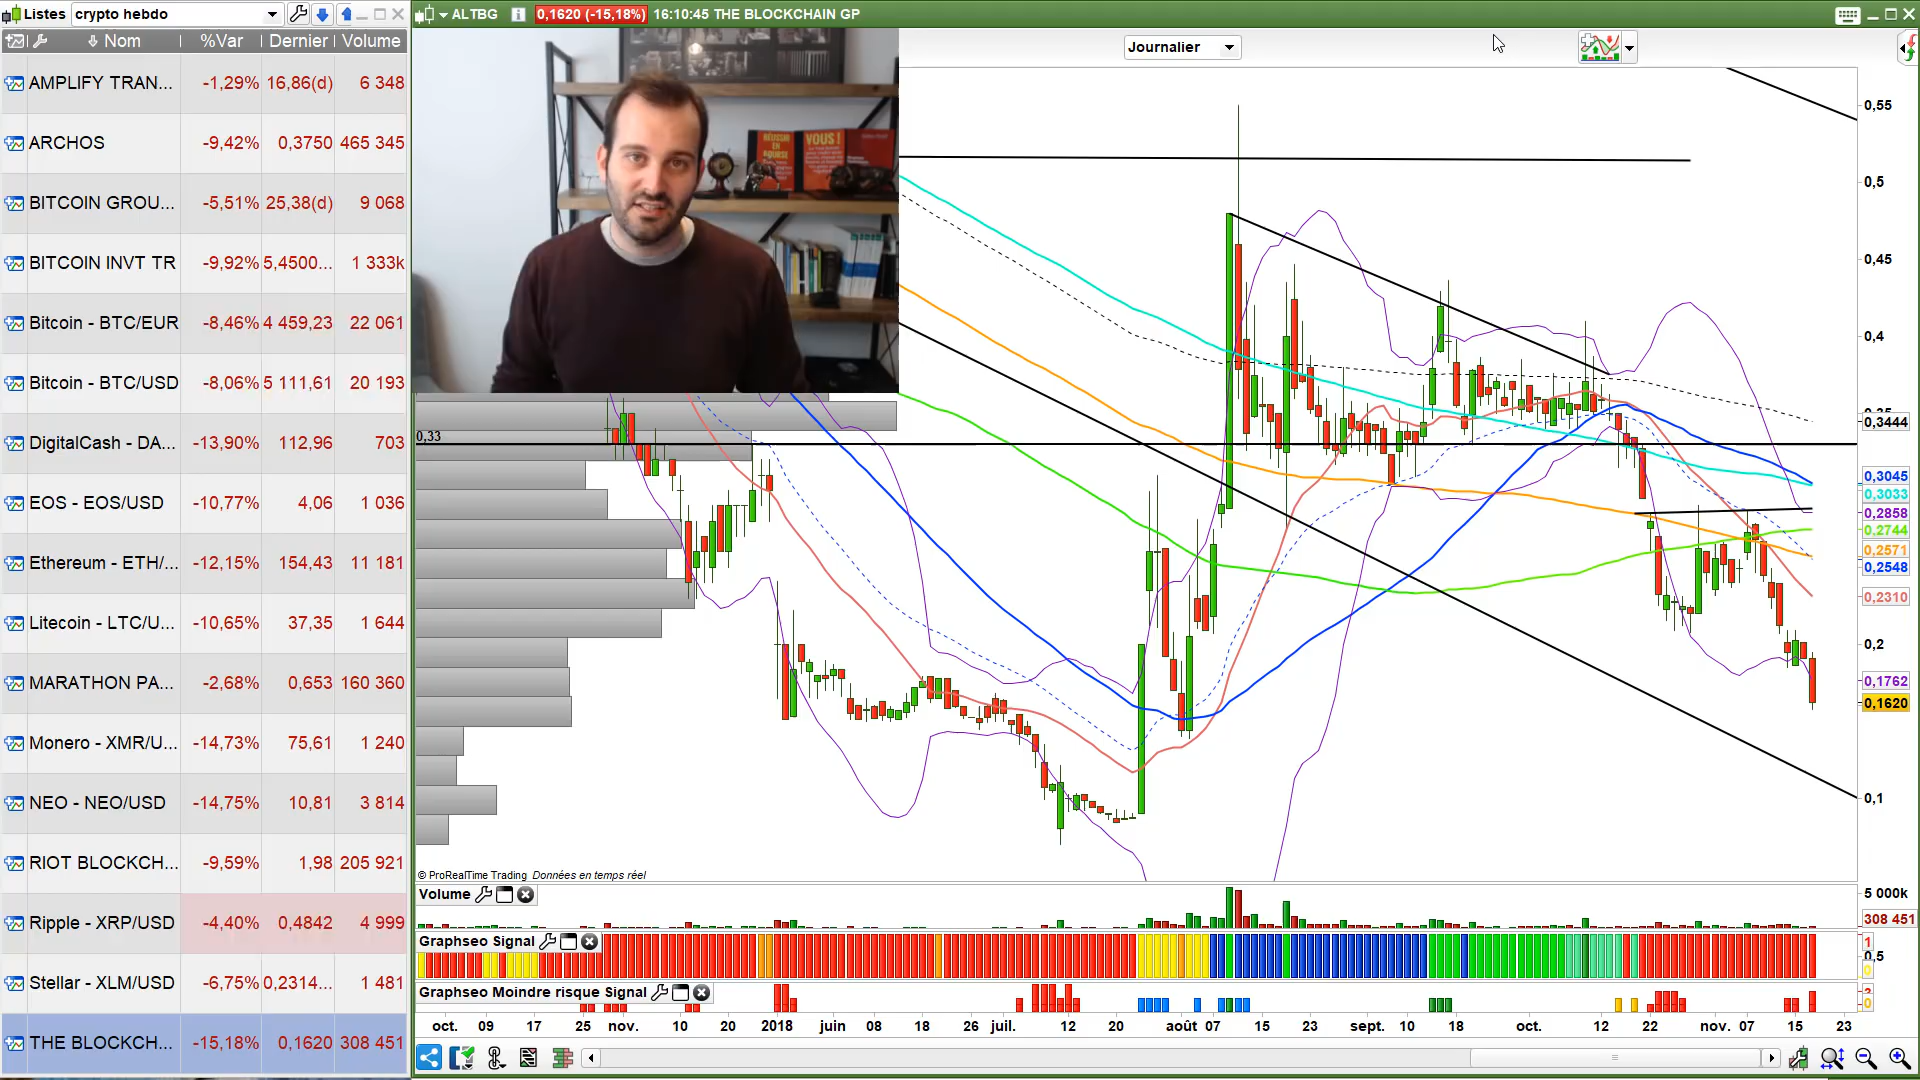 Listes crypto hebdo
Nom %Var Dernier Volume
AMPLIFY TRAN... -1,29% 16,86(d) 6 348
ARCHOS -9,42% 0,3750 465 345
BITCOIN GROU... -5,51% 25,38(d) 9 068
BITCOIN INVT TR -9,92% 5,4500... 1 333k
Bitcoin - BTC/EUR -8,46% 4 459,23 22 061
Bitcoin - BTC/USD -8,06% 5 111,61 20 193
DigitalCash - DA... -13,90% 112,96 703
EOS - EOS/USD -10,77% 4,06 1 036
Ethereum - ETH/... -12,15% 154,43 11 181
Litecoin - LTC/U... -10,65% 37,35 1 644
MARATHON PA... -2,68% 0,653 160 360
Monero - XMR/U... -14,73% 75,61 1 240
NEO - NEO/USD -14,75% 10,81 3 814
RIOT BLOCKCH... -9,59% 1,98 205 921
Ripple - XRP/USD -4,40% 0,4842 4 999
Stellar - XLM/USD -6,75% 0,2314... 1 481
THE BLOCKCH... -15,18% 0,1620 308 451
ALTBG 0,1620 (-15,18%) 16:10:45 THE BLOCKCHAIN GP
Journalier
RÉUSSIR EN BOURSE
VOUS !
0,55
0,5
0,45
0,4
0,3444
0,33
0,3045
0,3033
0,2858
0,2744
0,2571
0,2548
0,2310
0,2
0,1762
0,1620
0,1
© ProRealTime Trading Données en temps réel
Volume
5 000k
308 451
Graphseo Signal
1
0,5
0
Graphseo Moindre risque Signal
0
oct. 09 17 25 nov. 10 20 2018 juin 08 18 26 juil. 12 20 août 07 15 23 sept. 10 18 oct. 12 22 nov. 07 15 23